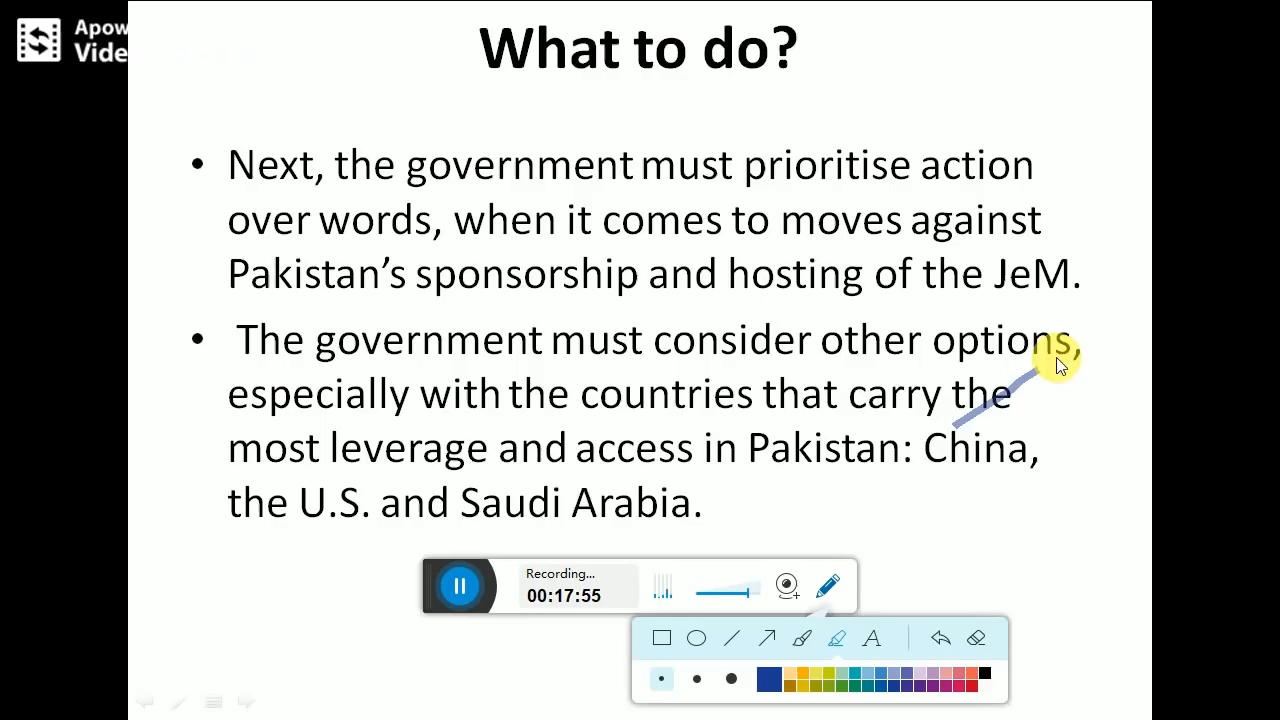 Apow
Vide
What to do?
• Next, the government must prioritise action
over words, when it comes to moves against
Pakistan’s sponsorship and hosting of the JeM.
• The government must consider other options,
especially with the countries that carry the
most leverage and access in Pakistan: China,
the U.S. and Saudi Arabia.
Recording...
00:17:55
A